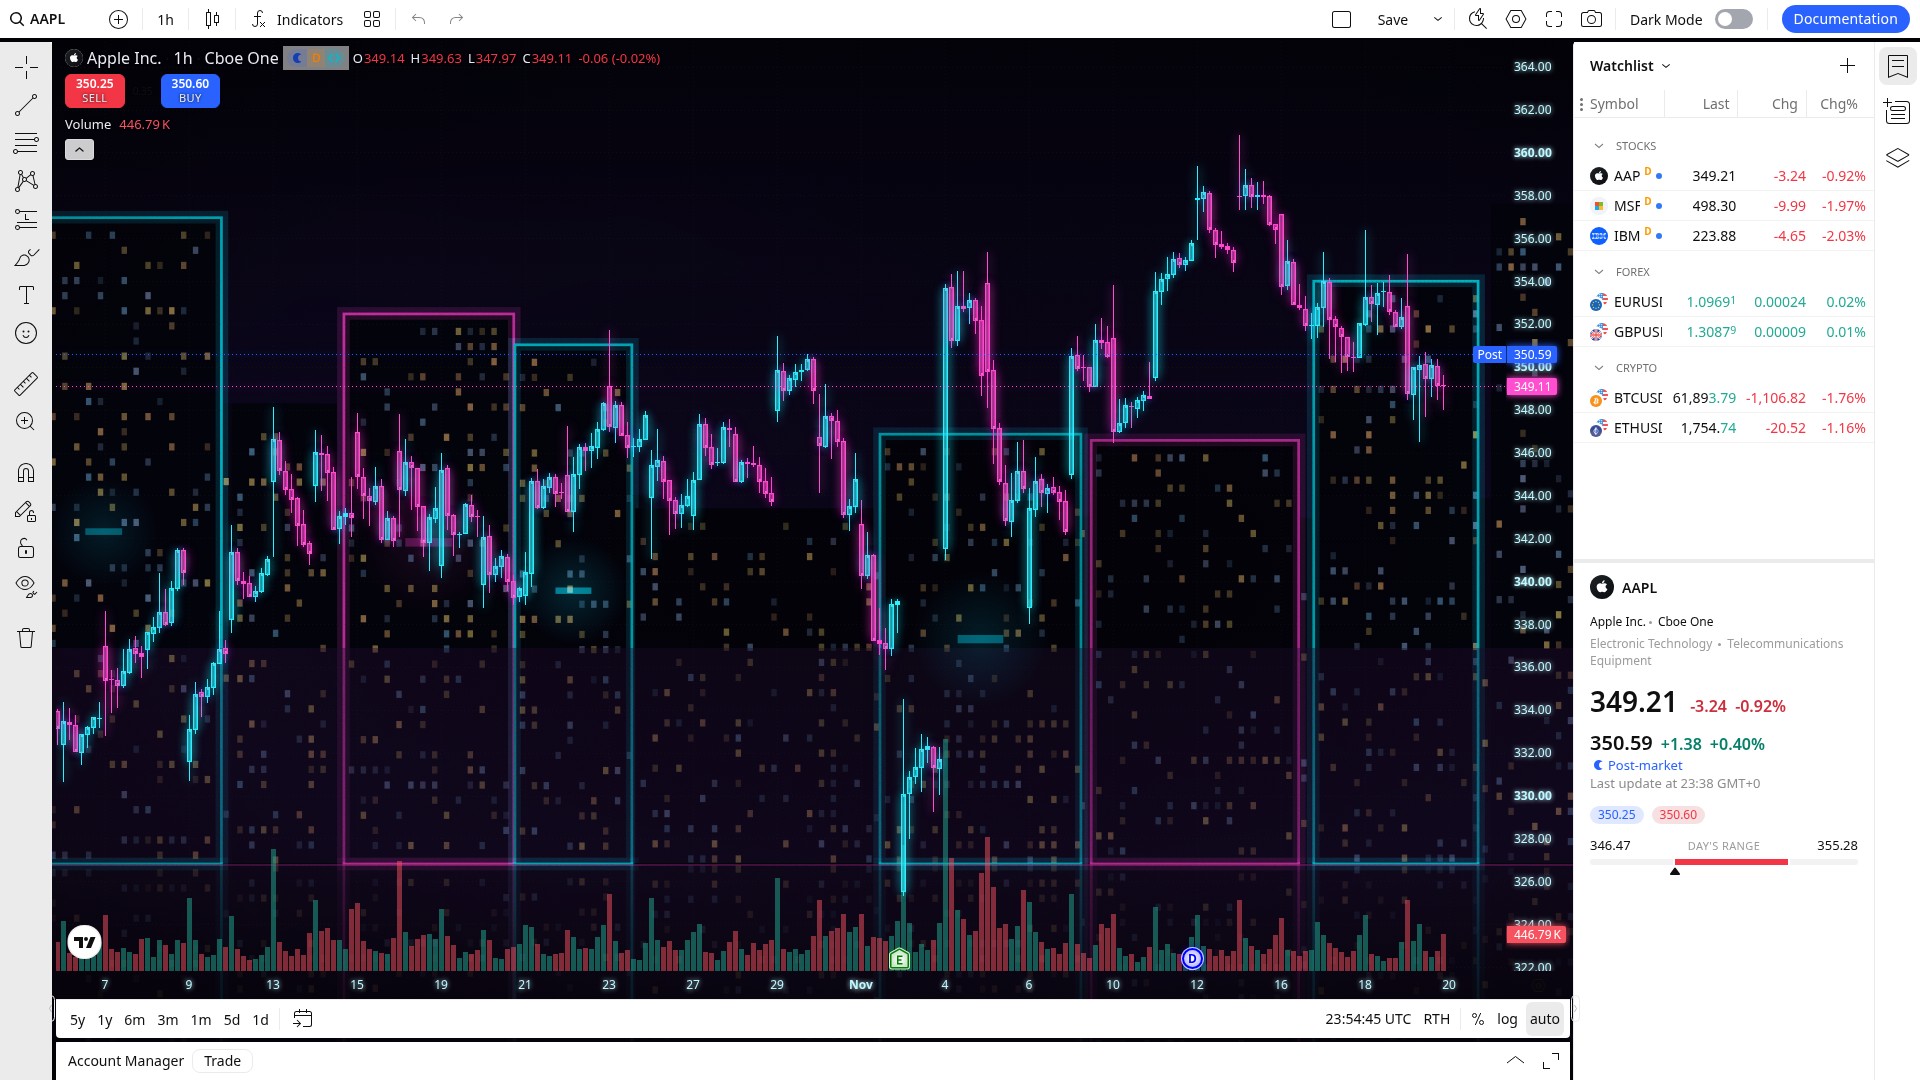 AAPL 1h Indicators Save Dark Mode Documentation
Apple Inc. 1h Cboe One D O349.14 H349.63 L347.97 C349.11 -0.06 (-0.02%)
350.25 SELL
350.60 BUY
Volume 446.79 K
364.00
362.00
360.00
358.00
356.00
354.00
352.00
Post 350.59
350.00
349.11
348.00
346.00
344.00
342.00
340.00
338.00
336.00
334.00
332.00
330.00
328.00
326.00
324.00
446.79 K
322.00
E D
7 9 13 15 19 21 23 27 29 Nov 4 6 10 12 16 18 20
5y 1y 6m 3m 1m 5d 1d 23:54:45 UTC RTH % log auto
Account Manager Trade
Watchlist
Symbol Last Chg Chg%
STOCKS
AAP D 349.21 -3.24 -0.92%
MSF D 498.30 -9.99 -1.97%
IBM D 223.88 -4.65 -2.03%
FOREX
EURUSI 1.09691 0.00024 0.02%
GBPUSI 1.30879 0.00009 0.01%
CRYPTO
BTCUSI 61,893.79 -1,106.82 -1.76%
ETHUSI 1,754.74 -20.52 -1.16%
AAPL
Apple Inc. • Cboe One
Electronic Technology • Telecommunications
Equipment
349.21 -3.24 -0.92%
350.59 +1.38 +0.40%
Post-market
Last update at 23:38 GMT+0
350.25 350.60
346.47 DAY'S RANGE 355.28